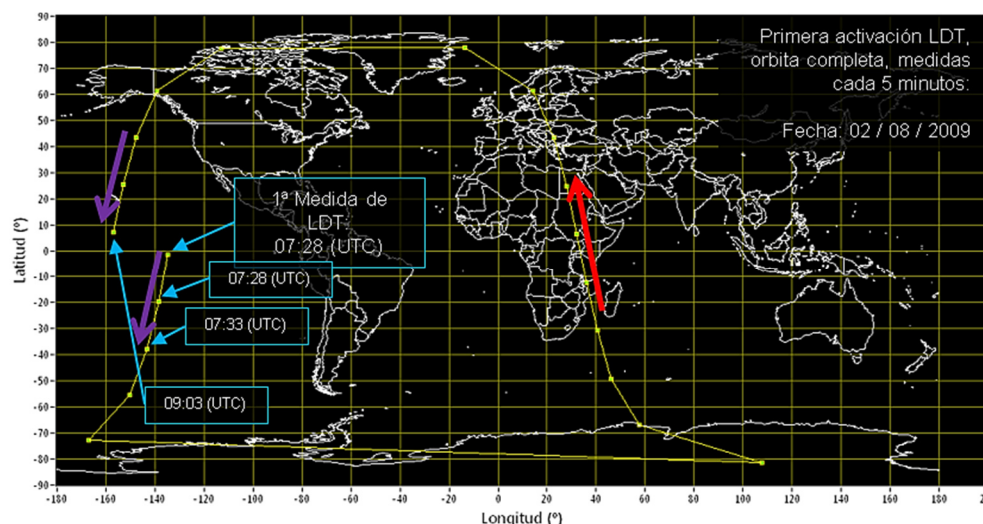 Primera activación LDT,
orbita completa, medidas
cada 5 minutos:
Fecha: 02 / 08 / 2009
1ª Medida de
LDT:
07:28 (UTC)
07:28 (UTC)
07:33 (UTC)
09:03 (UTC)
Latitud (º)
90
80
70
60
50
40
30
20
10
0
-10
-20
-30
-40
-50
-60
-70
-80
-90
-180 -160 -140 -120 -100 -80 -60 -40 -20 0 20 40 60 80 100 120 140 160 180
Longitud (º)